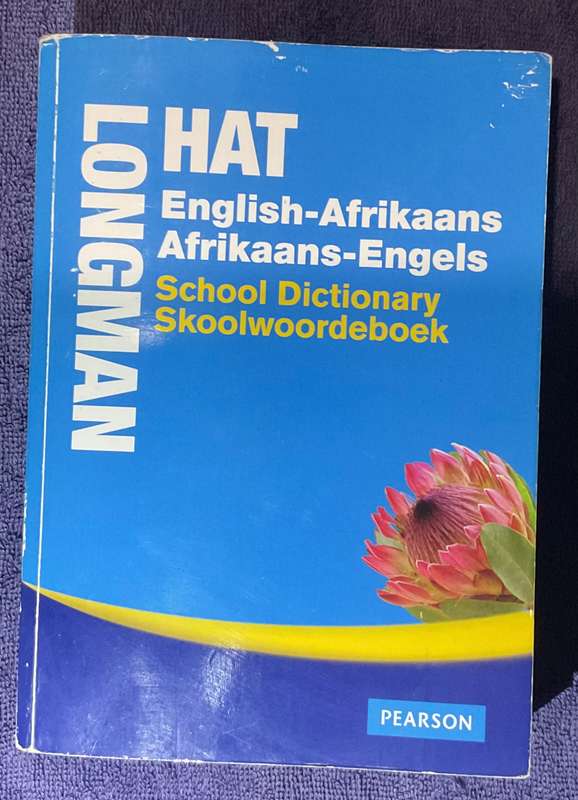 LONGMAN
HAT
English-Afrikaans
Afrikaans-Engels
School Dictionary
Skoolwoordeboek
PEARSON